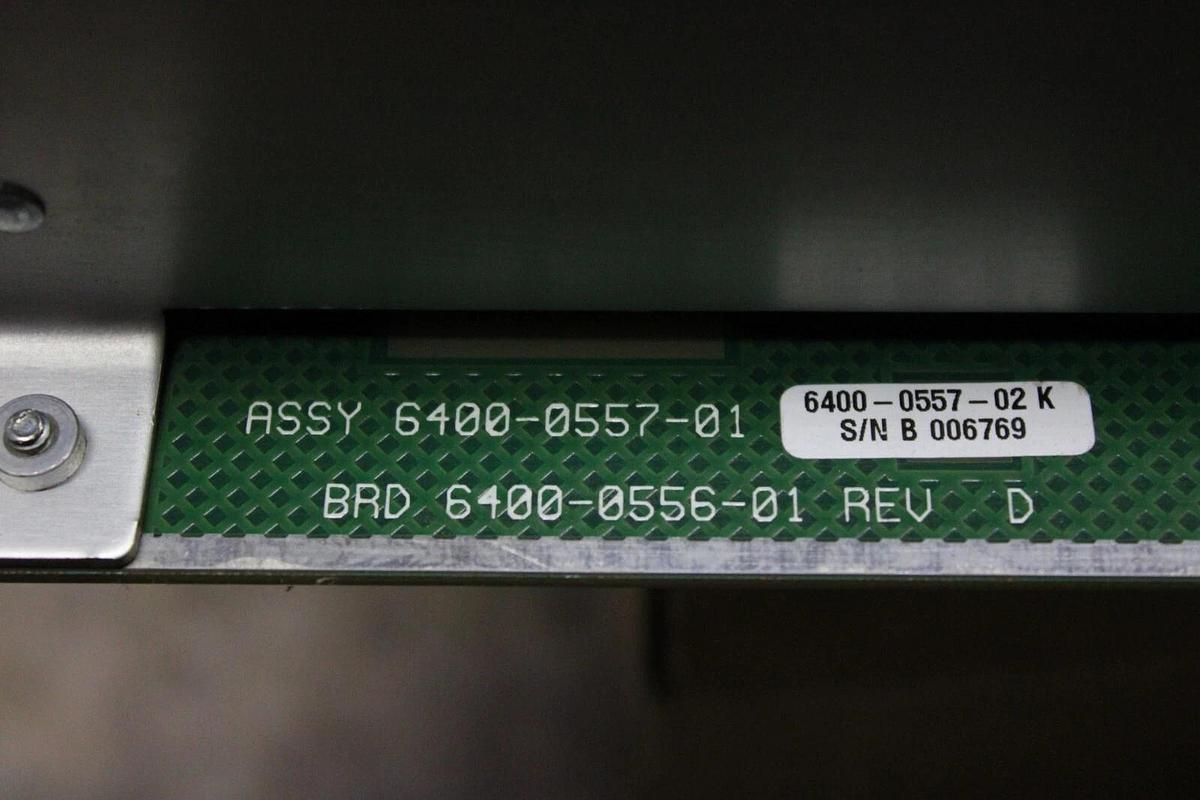 ASSY 6400-0557-01
6400-0557-02 K
S/N B 006769
BRD 6400-0556-01 REV D